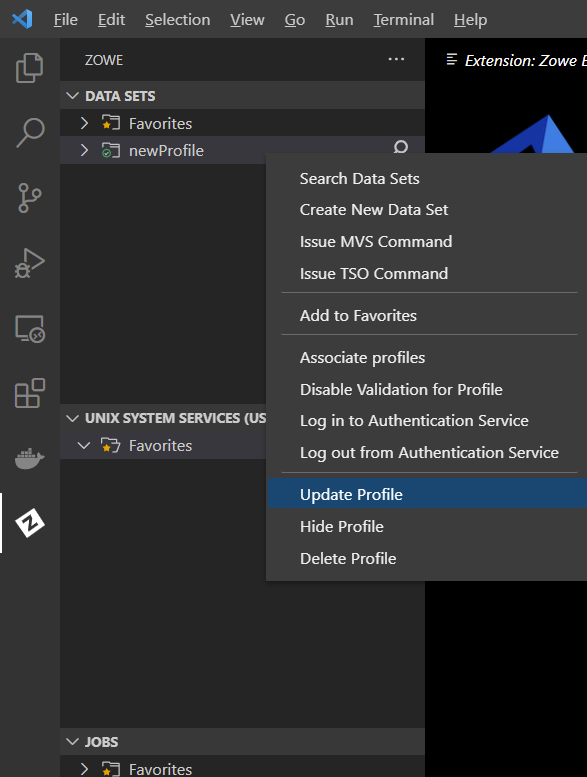 File Edit Selection View Go Run Terminal Help
ZOWE
Extension: Zowe
DATA SETS
Favorites
newProfile
Search Data Sets
Create New Data Set
Issue MVS Command
Issue TSO Command
Add to Favorites
Associate profiles
Disable Validation for Profile
Log in to Authentication Service
Log out from Authentication Service
Update Profile
Hide Profile
Delete Profile
UNIX SYSTEM SERVICES (US
Favorites
JOBS
Favorites